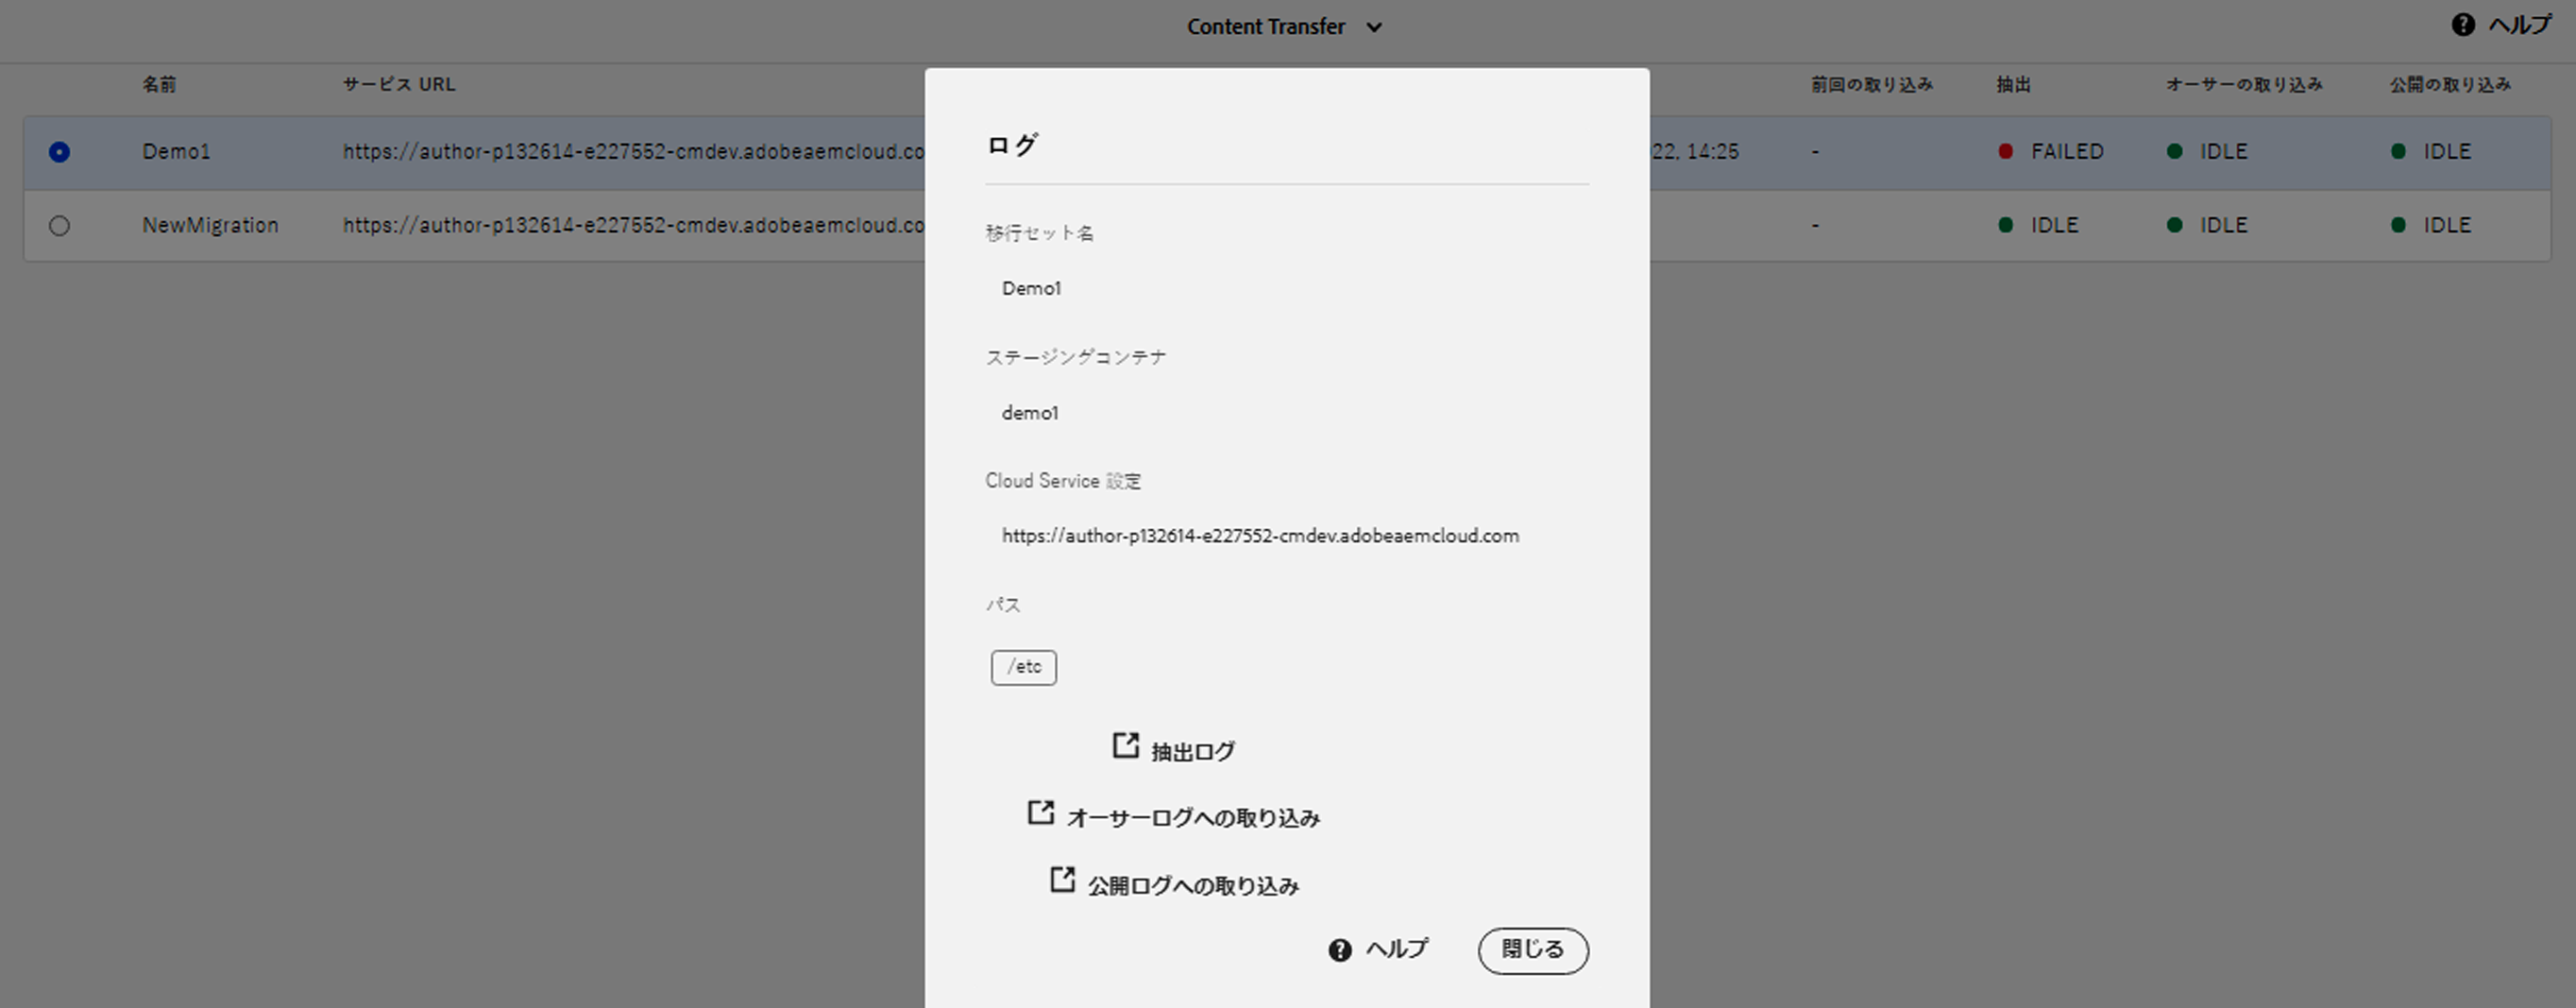 Content Transfer
ヘルプ
名前 サービス URL 前回の取り込み 抽出 オーサーの取り込み 公開の取り込み
Demo1 https://author-p132614-e227552-cmdev.adobeaemcloud.co 22, 14:25 - FAILED IDLE IDLE
NewMigration https://author-p132614-e227552-cmdev.adobeaemcloud.co - IDLE IDLE IDLE
ログ
移行セット名
Demo1
ステージングコンテナ
demo1
Cloud Service 設定
https://author-p132614-e227552-cmdev.adobeaemcloud.com
パス
/etc
抽出ログ
オーサーログへの取り込み
公開ログへの取り込み
ヘルプ 閉じる